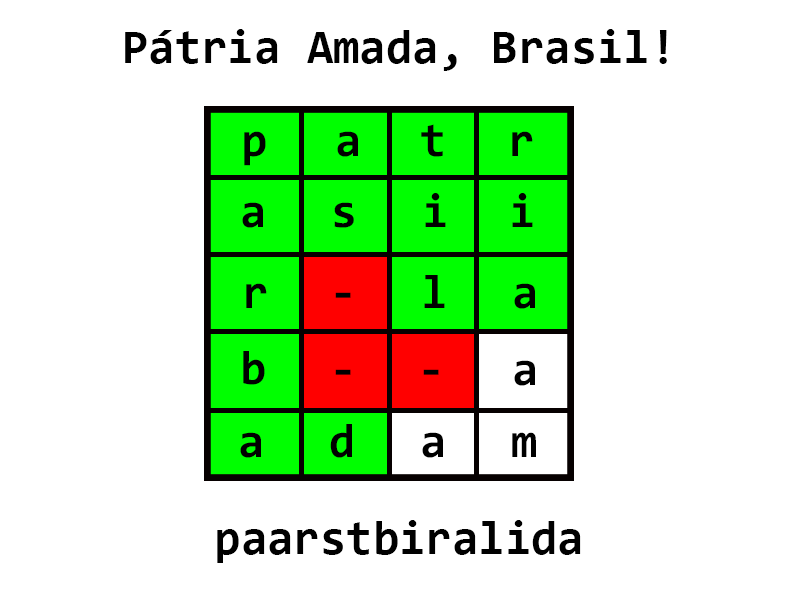 Pátria Amada, Brasil!
p a t r
a s i i
r - l a
b - - a
a d a m
paarstbiralida